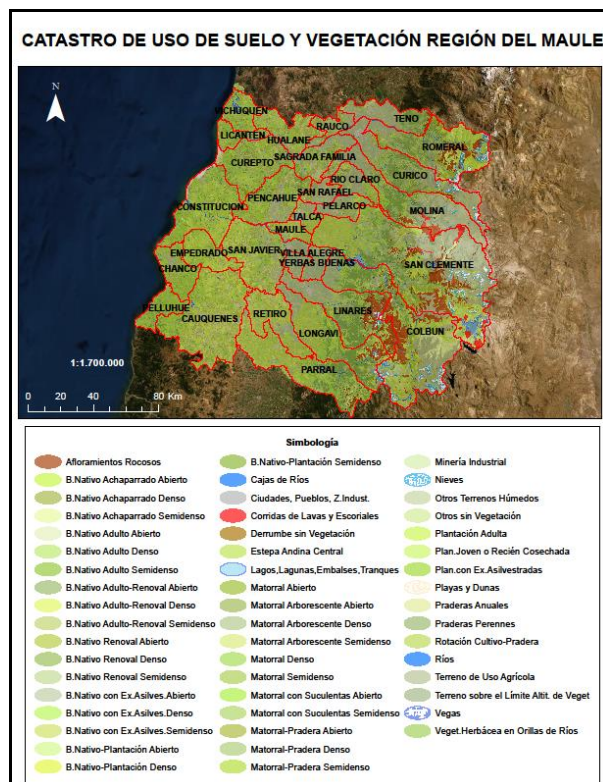 CATASTRO DE USO DE SUELO Y VEGETACIÓN REGIÓN DEL MAULE
N
VICHUQUEN
TENO
RAUCO
LICANTEN
HUALANE
ROMERAL
SAGRADA FAMILIA
CUREPTO
CURICO
RIO CLARO
SAN RAFAEL
PENCAHUE
CONSTITUCION
PELARCO
MOLINA
TALCA
MAULE
EMPEDRADO
SAN JAVIER
VILLA ALEGRE
YERBAS BUENAS
SAN CLEMENTE
CHANCO
PELLUHUE
CAUQUENES
RETIRO
LINARES
LONGAVI
COLBUN
PARRAL
1:1.700.000
0 20 40 80 Km
Simbología
Afloramientos Rocosos
B.Nativo Achaparrado Abierto
B.Nativo Achaparrado Denso
B.Nativo Achaparrado Semidenso
B.Nativo Adulto Abierto
B.Nativo Adulto Denso
B.Nativo Adulto Semidenso
B.Nativo Adulto-Renoval Abierto
B.Nativo Adulto-Renoval Denso
B.Nativo Adulto-Renoval Semidenso
B.Nativo Renoval Abierto
B.Nativo Renoval Denso
B.Nativo Renoval Semidenso
B.Nativo con Ex.Asilves.Abierto
B.Nativo con Ex.Asilves.Denso
B.Nativo con Ex.Asilves.Semidenso
B.Nativo-Plantación Abierto
B.Nativo-Plantación Denso
B.Nativo-Plantación Semidenso
Cajas de Ríos
Ciudades, Pueblos, Z.Indust.
Corridas de Lavas y Escoriales
Derrumbe sin Vegetación
Estepa Andina Central
Lagos,Lagunas,Embalses,Tranques
Matorral Abierto
Matorral Arborescente Abierto
Matorral Arborescente Denso
Matorral Arborescente Semidenso
Matorral Denso
Matorral Semidenso
Matorral con Suculentas Abierto
Matorral con Suculentas Semidenso
Matorral-Pradera Abierto
Matorral-Pradera Denso
Matorral-Pradera Semidenso
Minería Industrial
Nieves
Otros Terrenos Húmedos
Otros sin Vegetación
Plantación Adulta
Plan.Joven o Recién Cosechada
Plan.con Ex.Asilvestradas
Playas y Dunas
Praderas Anuales
Praderas Perennes
Rotación Cultivo-Pradera
Ríos
Terreno de Uso Agrícola
Terreno sobre el Límite Altit. de Veget
Vegas
Veget.Herbácea en Orillas de Ríos